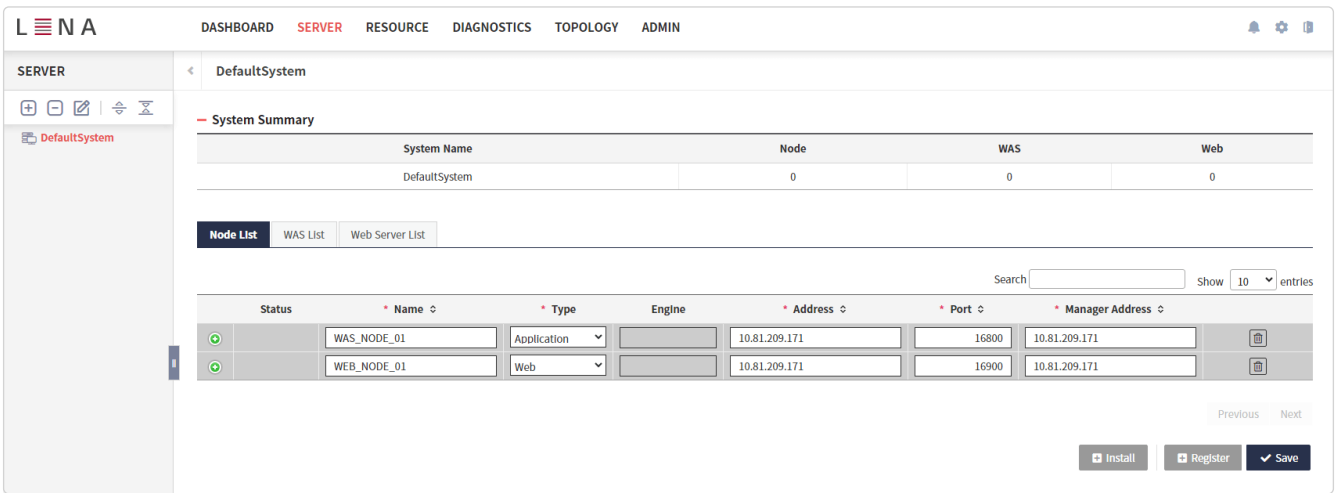 LENA DASHBOARD SERVER RESOURCE DIAGNOSTICS TOPOLOGY ADMIN
SERVER DefaultSystem
DefaultSystem
System Summary
System Name Node WAS Web
DefaultSystem 0 0 0
Node List WAS List Web Server List
Search Show 10 entries
Status * Name * Type Engine * Address * Port * Manager Address
WAS_NODE_01 Application 10.81.209.171 16800 10.81.209.171
WEB_NODE_01 Web 10.81.209.171 16900 10.81.209.171
Previous Next
Install Register Save